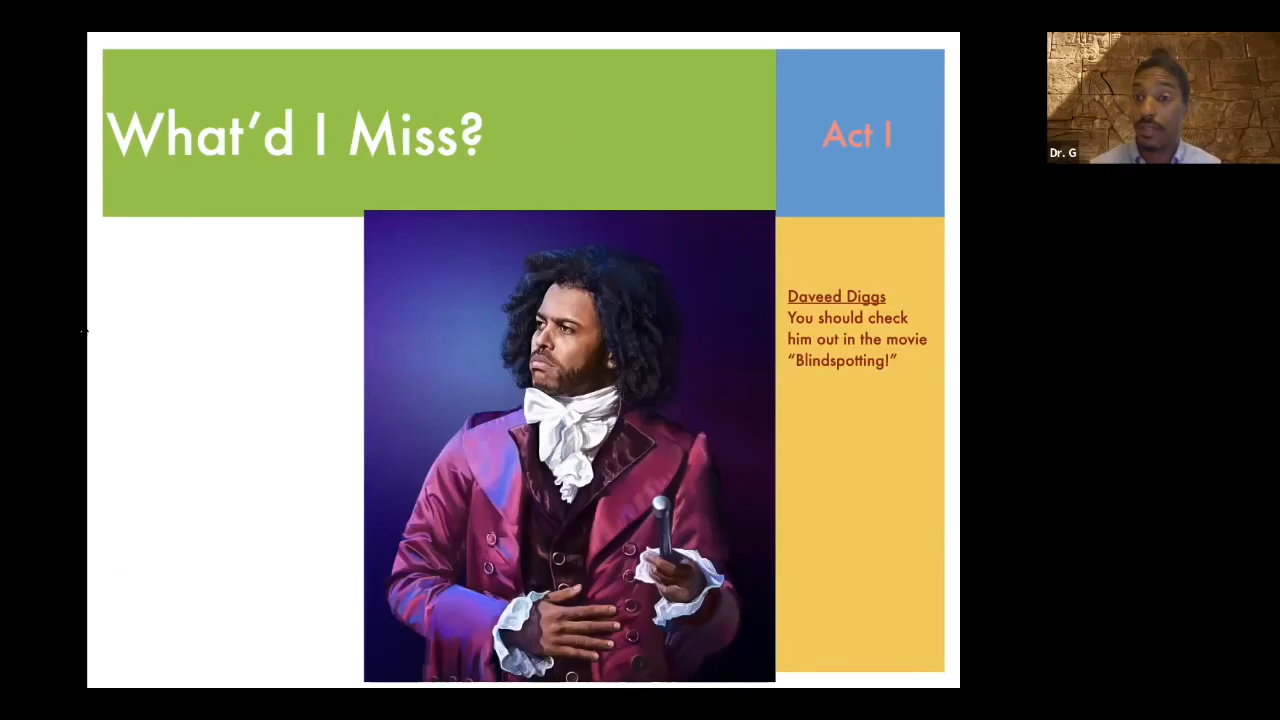 What'd I Miss?
Act I
Daveed Diggs
You should check
him out in the movie
“Blindspotting!”
Dr. G